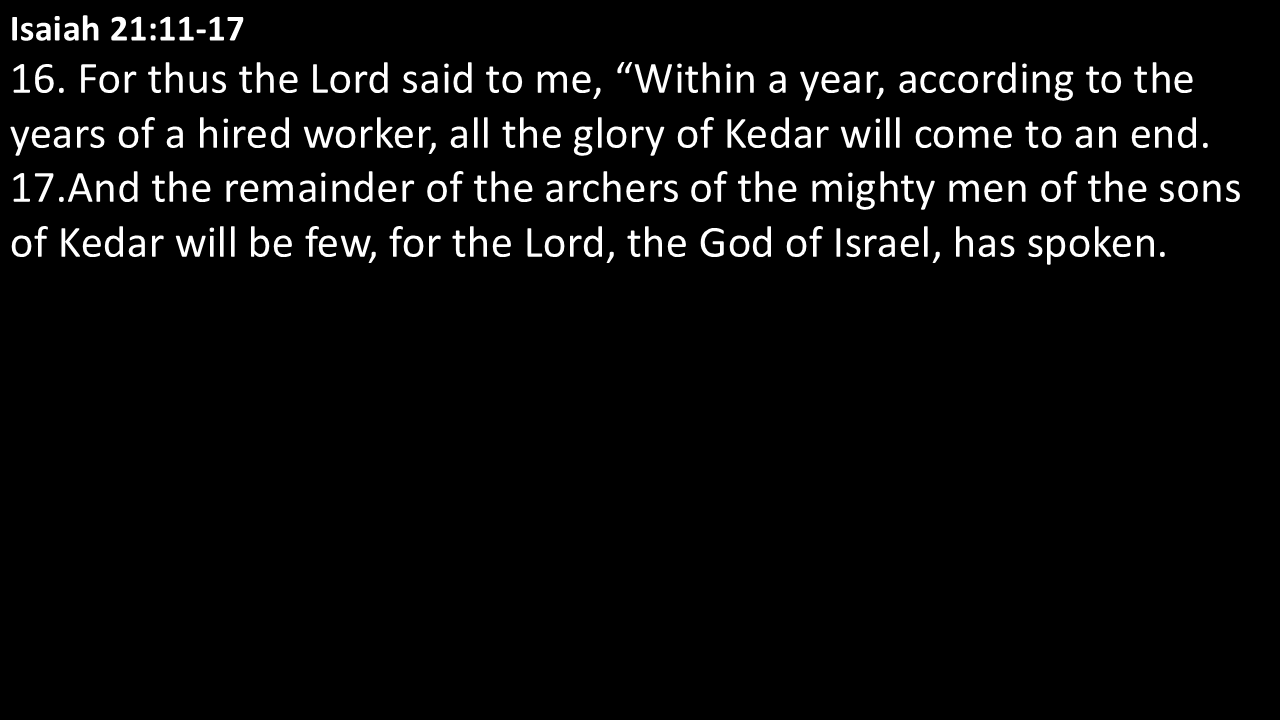 Isaiah 21:11-17
16. For thus the Lord said to me, “Within a year, according to the
years of a hired worker, all the glory of Kedar will come to an end.
17.And the remainder of the archers of the mighty men of the sons
of Kedar will be few, for the Lord, the God of Israel, has spoken.